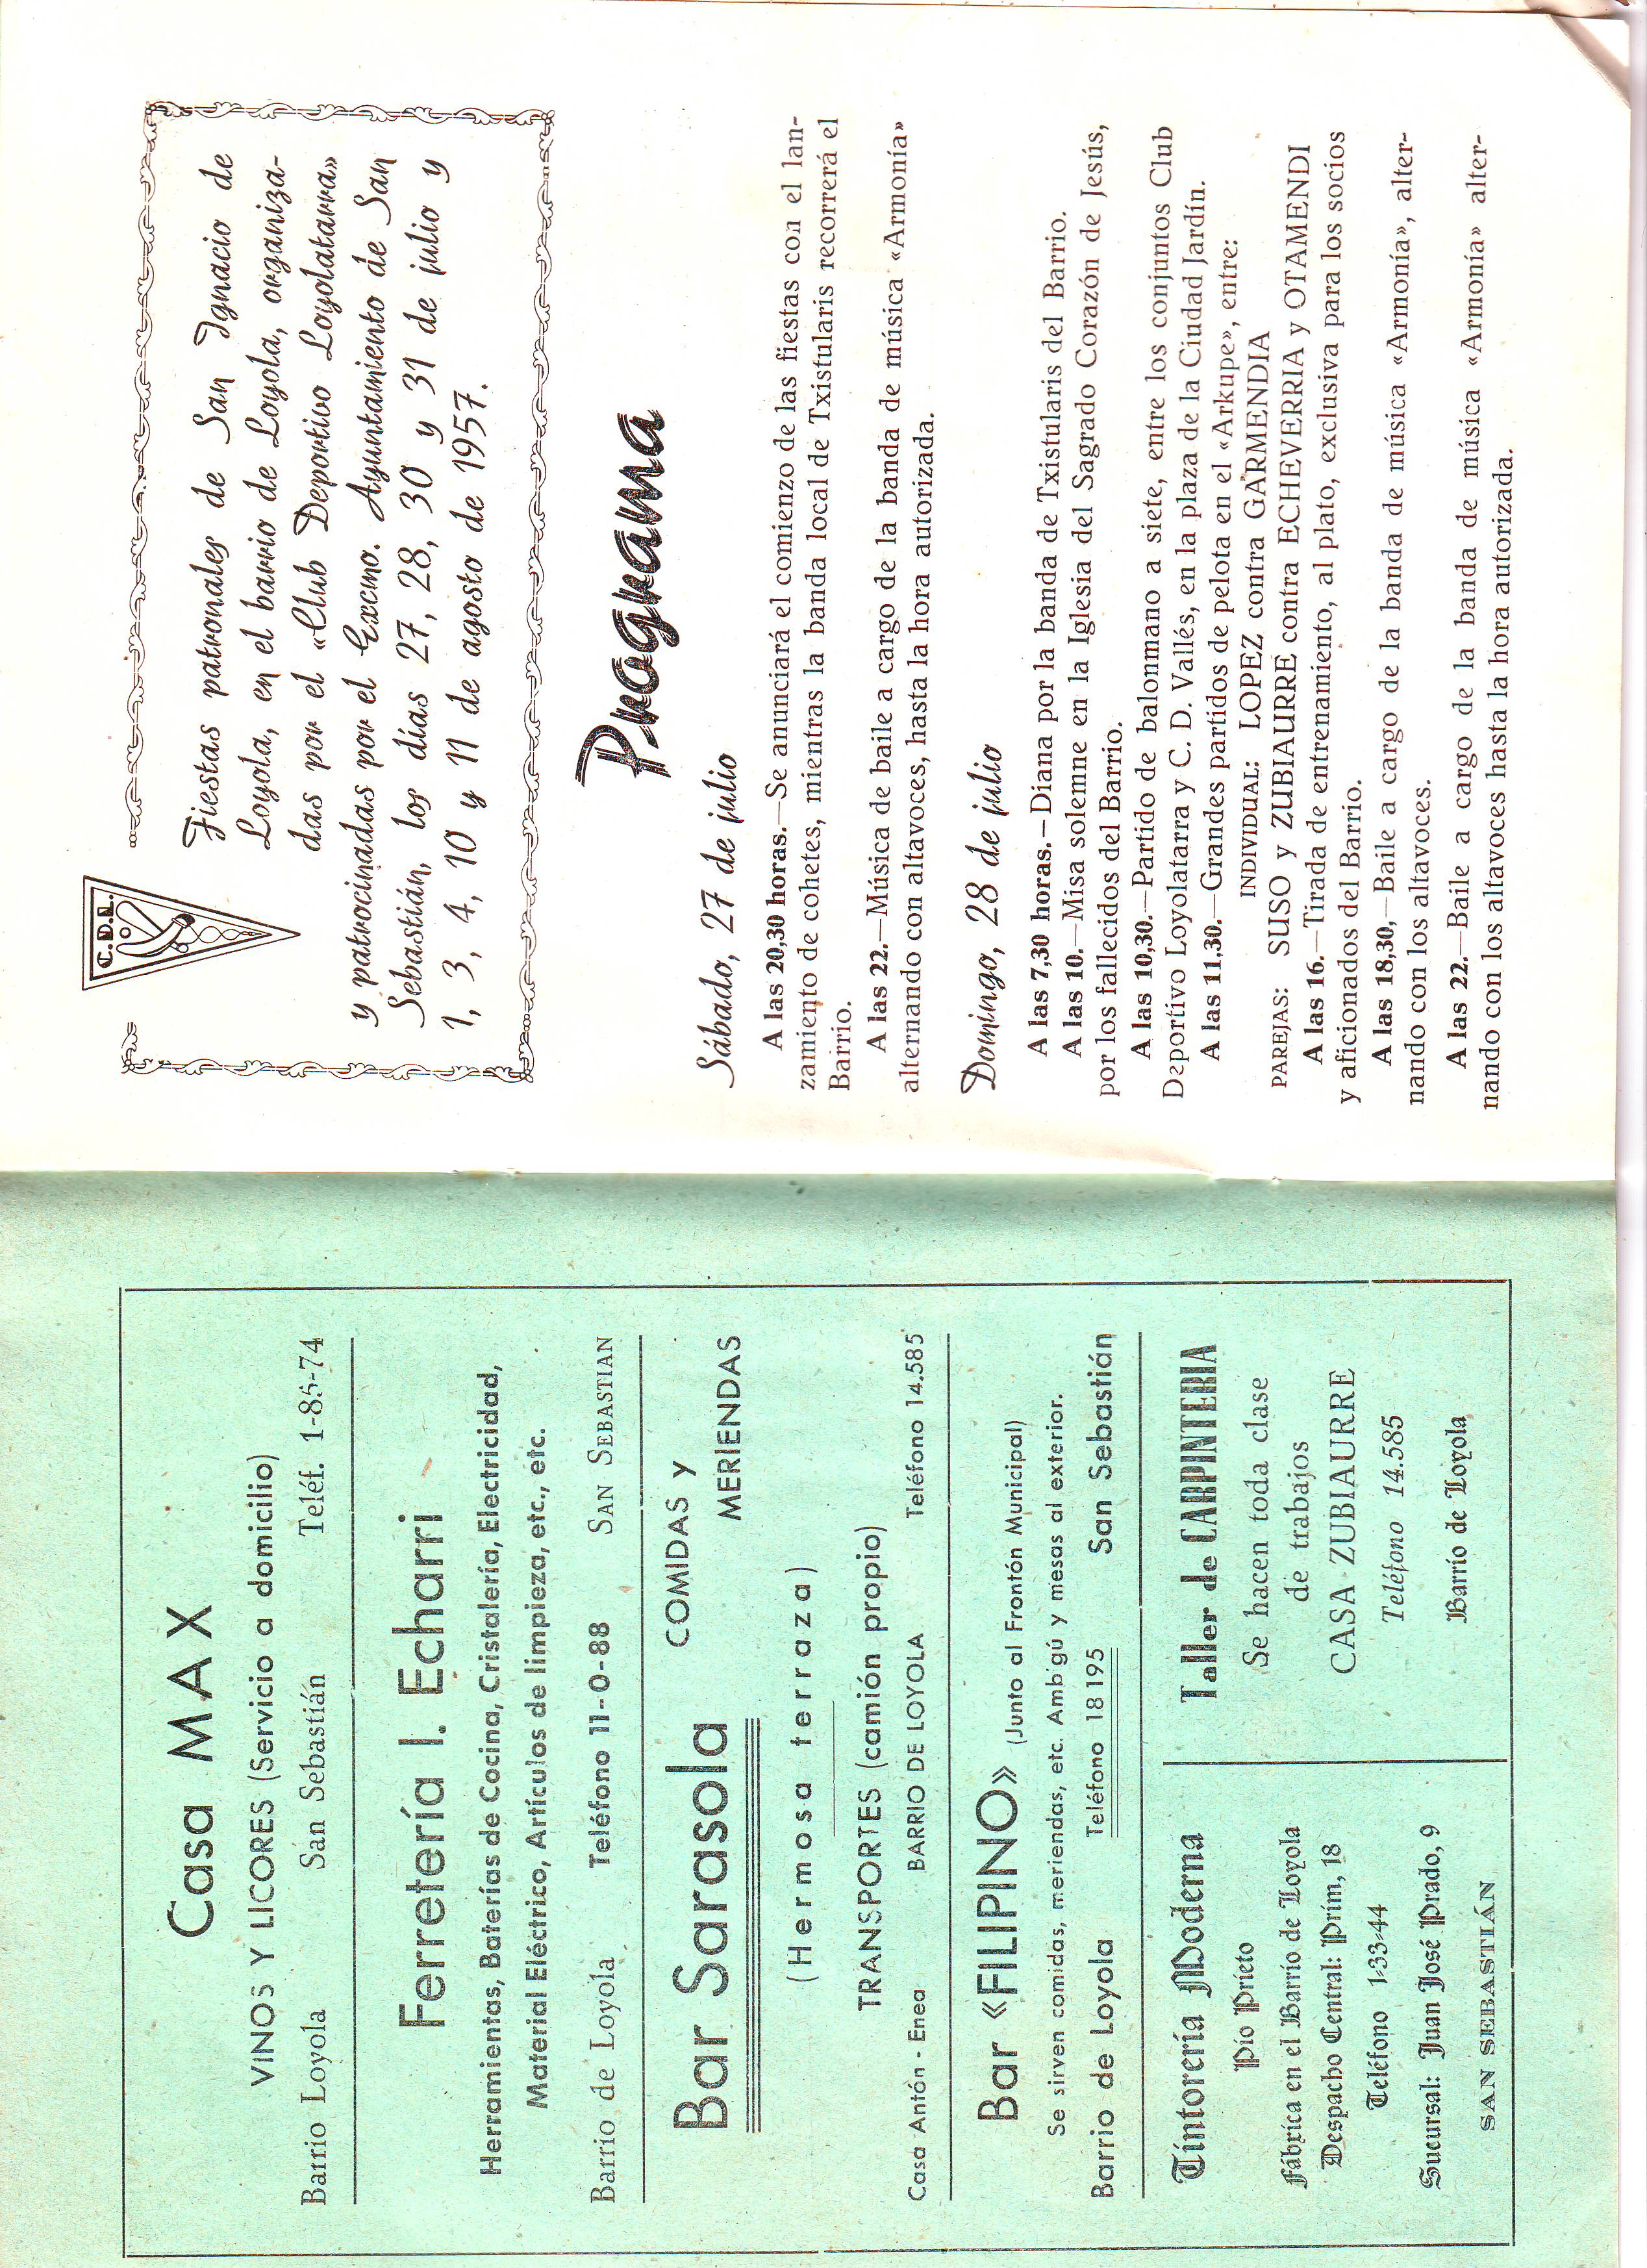 Casa MAX
VINOS Y LICORES (Servicio a domicilio)
Barrio Loyola San Sebastián Teléf. 1-85-74
Ferretería I. Echarri
Herramientas, Baterías de Cocina, Cristalería, Electricidad,
Material Eléctrico, Artículos de limpieza, etc., etc.
Barrio de Loyola Teléfono 11-0-88 SAN SEBASTIAN
Bar Sarasola COMIDAS y
MERIENDAS
(Hermosa terraza)
TRANSPORTES (camión propio)
Casa Antón - Enea BARRIO DE LOYOLA Teléfono 14.585
Bar «FILIPINO» (Junto al Frontón Municipal)
Se sirven comidas, meriendas, etc. Ambigú y mesas al exterior.
Barrio de Loyola Teléfono 18195 San Sebastián
Tintorería Moderna
Pío Prieto
Fábrica en el Barrio de Loyola
Despacho Central: Prim, 18
Teléfono 1-33-44
Sucursal: Juan José Prado, 9
SAN SEBASTIÁN
Taller de CARPINTERIA
Se hacen toda clase
de trabajos
CASA ZUBIAURRE
Teléfono 14.585
Barrio de Loyola
C.D.L.
Fiestas patronales de San Ignacio de
Loyola, en el barrio de Loyola, organiza-
das por el «Club Deportivo Loyolatarra»
y patrocinadas por el Excmo. Ayuntamiento de San
Sebastián, los días 27, 28, 30 y 31 de julio y
1, 3, 4, 10 y 11 de agosto de 1957.
Programa
Sábado, 27 de julio
A las 20,30 horas.—Se anunciará el comienzo de las fiestas con el lan-
zamiento de cohetes, mientras la banda local de Txistularis recorrerá el
Barrio.
A las 22.—Música de baile a cargo de la banda de música «Armonía»
alternando con altavoces, hasta la hora autorizada.
Domingo, 28 de julio
A las 7,30 horas.—Diana por la banda de Txistularis del Barrio.
A las 10.—Misa solemne en la Iglesia del Sagrado Corazón de Jesús,
por los fallecidos del Barrio.
A las 10,30.—Partido de balonmano a siete, entre los conjuntos Club
Deportivo Loyolatarra y C. D. Vallés, en la plaza de la Ciudad Jardín.
A las 11,30.—Grandes partidos de pelota en el «Arkupe», entre:
INDIVIDUAL: LOPEZ contra GARMENDIA
PAREJAS: SUSO y ZUBIAURRE contra ECHEVERRIA y OTAMENDI
A las 16.—Tirada de entrenamiento, al plato, exclusiva para los socios
y aficionados del Barrio.
A las 18,30,—Baile a cargo de la banda de música «Armonía», alter-
nando con los altavoces.
A las 22.—Baile a cargo de la banda de música «Armonía» alter-
nando con los altavoces hasta la hora autorizada.